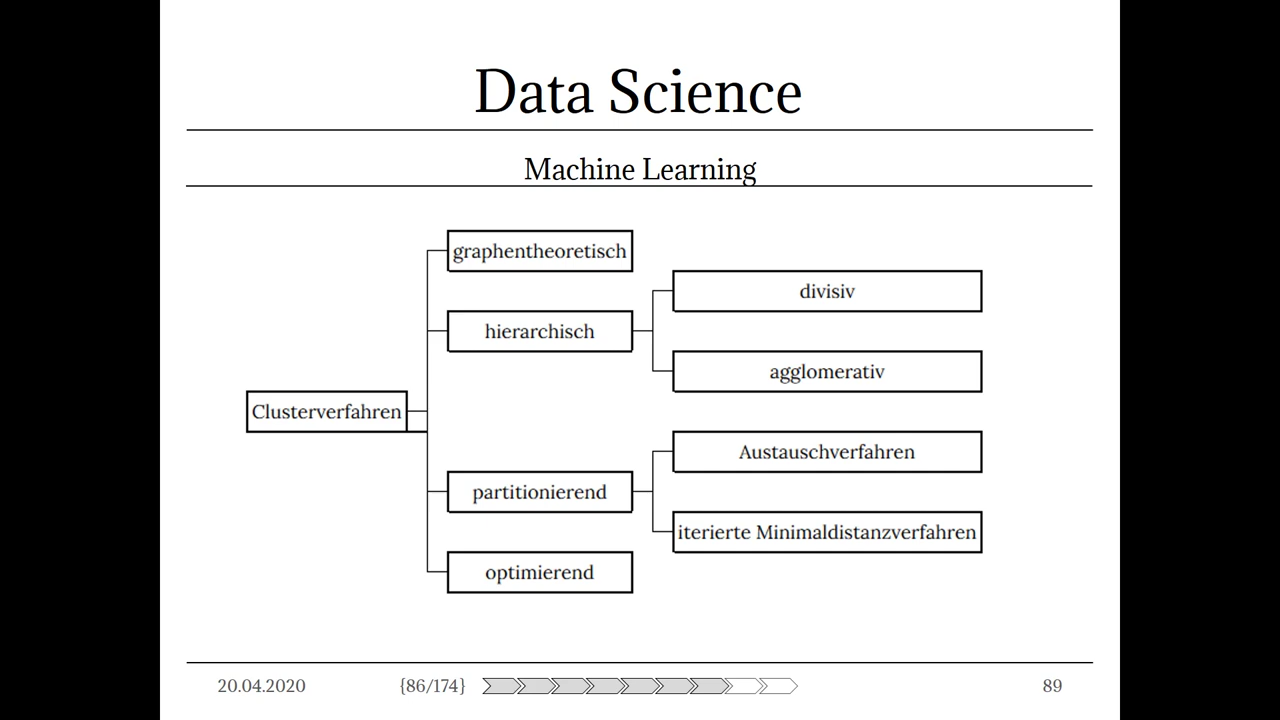 Data Science
Machine Learning
graphentheoretisch
divisiv
hierarchisch
agglomerativ
Clusterverfahren
Austauschverfahren
partitionierend
iterierte Minimaldistanzverfahren
optimierend
20.04.2020 {86/174} 89